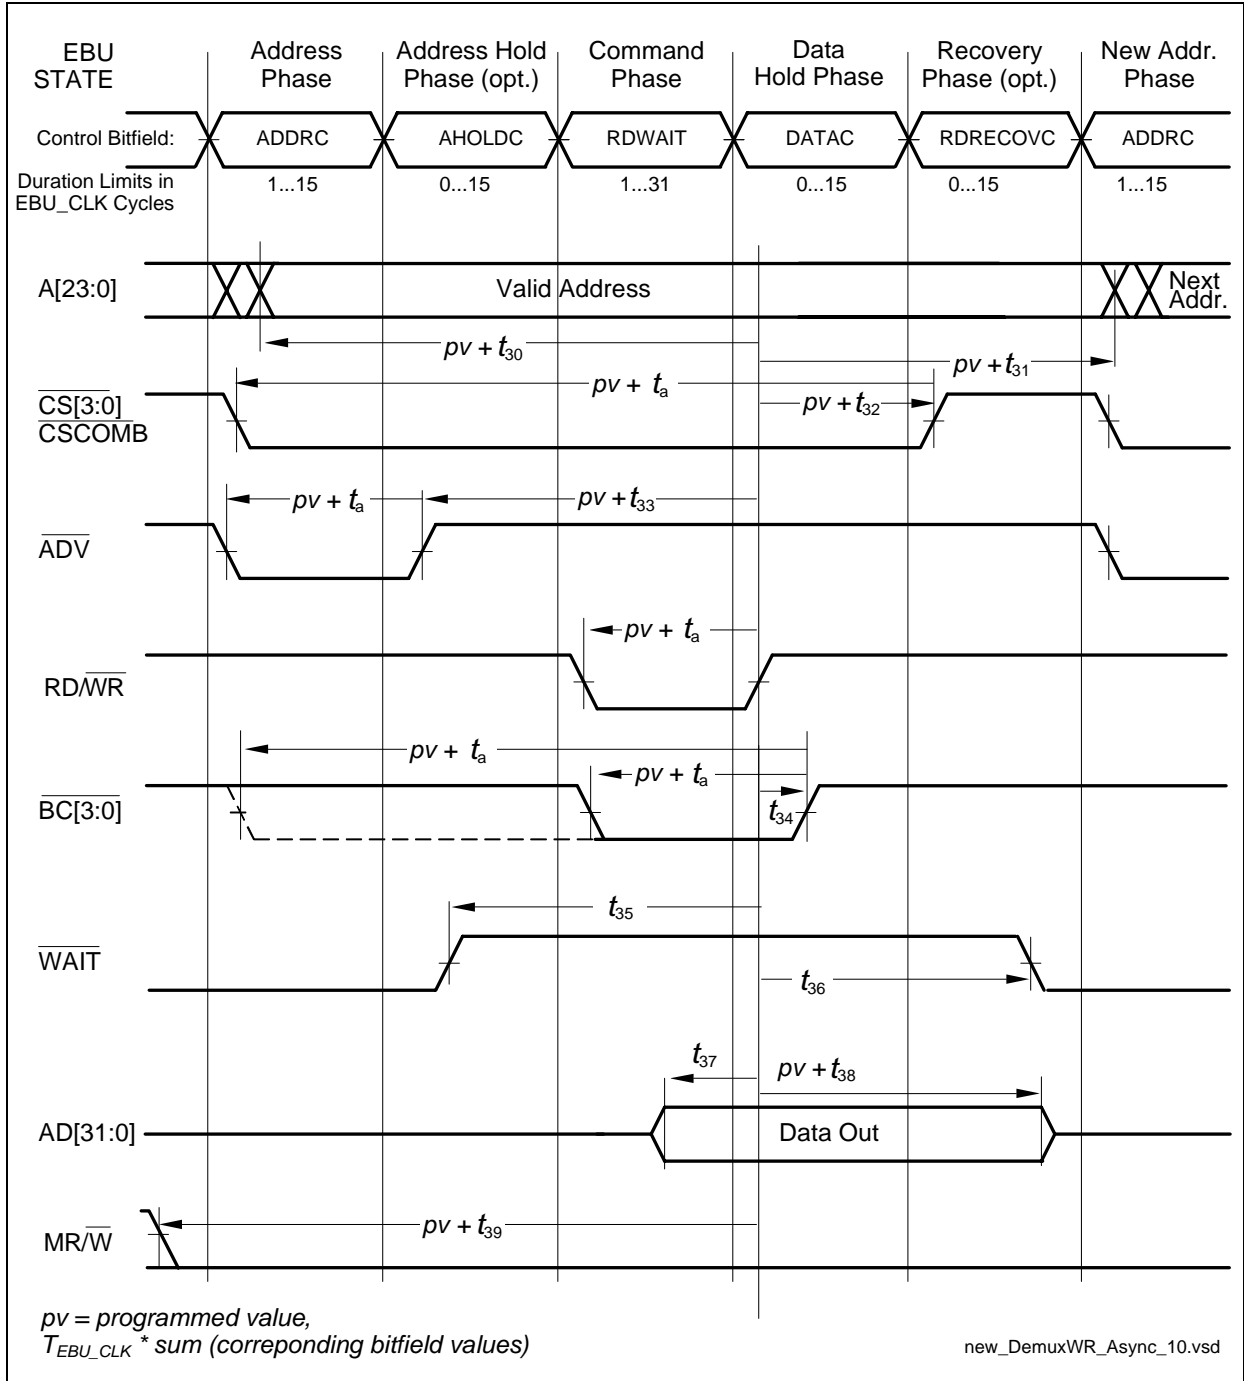 EBU STATE
Address Phase
Address Hold Phase (opt.)
Command Phase
Data Hold Phase
Recovery Phase (opt.)
New Addr. Phase
Control Bitfield:
ADDRC
AHOLDC
RDWAIT
DATAC
RDRECOVC
ADDRC
Duration Limits in EBU_CLK Cycles
1...15
0...15
1...31
0...15
0...15
1...15
A[23:0]
Valid Address
Next Addr.
pv + t30
pv + t31
pv + ta
CS[3:0]
CSCOMB
pv + t32
pv + ta
pv + t33
ADV
pv + ta
RD/WR
pv + ta
pv + ta
BC[3:0]
t34
t35
WAIT
t36
t37
pv + t38
AD[31:0]
Data Out
MR/W
pv + t39
pv = programmed value,
TEBU_CLK * sum (correponding bitfield values)
new_DemuxWR_Async_10.vsd